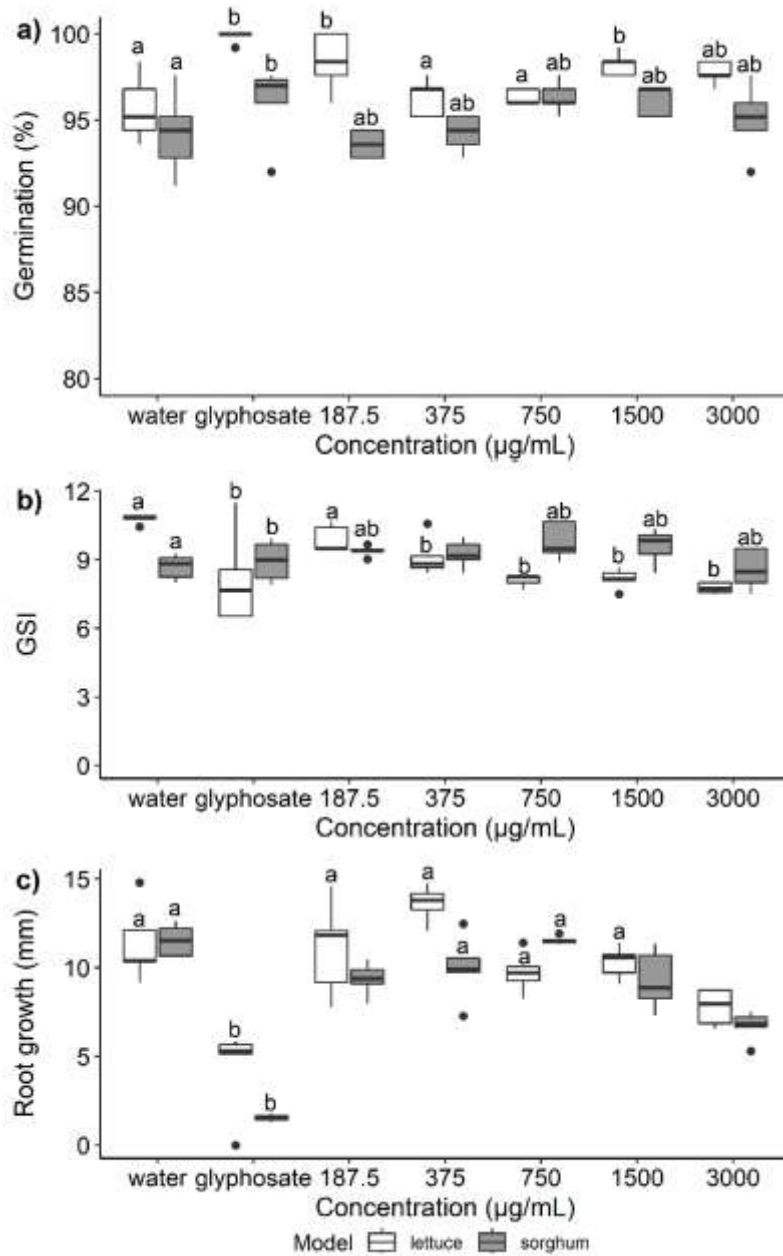 a)
Germination (%)
100
95
90
85
80
a a b b b ab a ab a ab b ab ab ab
water glyphosate 187.5 375 750 1500 3000
Concentration (µg/mL)
b)
GSI
12
9
6
3
0
a a b b a ab b b ab b ab b ab
water glyphosate 187.5 375 750 1500 3000
Concentration (µg/mL)
c)
Root growth (mm)
15
10
5
0
a a b b a a a a a a
water glyphosate 187.5 375 750 1500 3000
Concentration (µg/mL)
Model lettuce sorghum